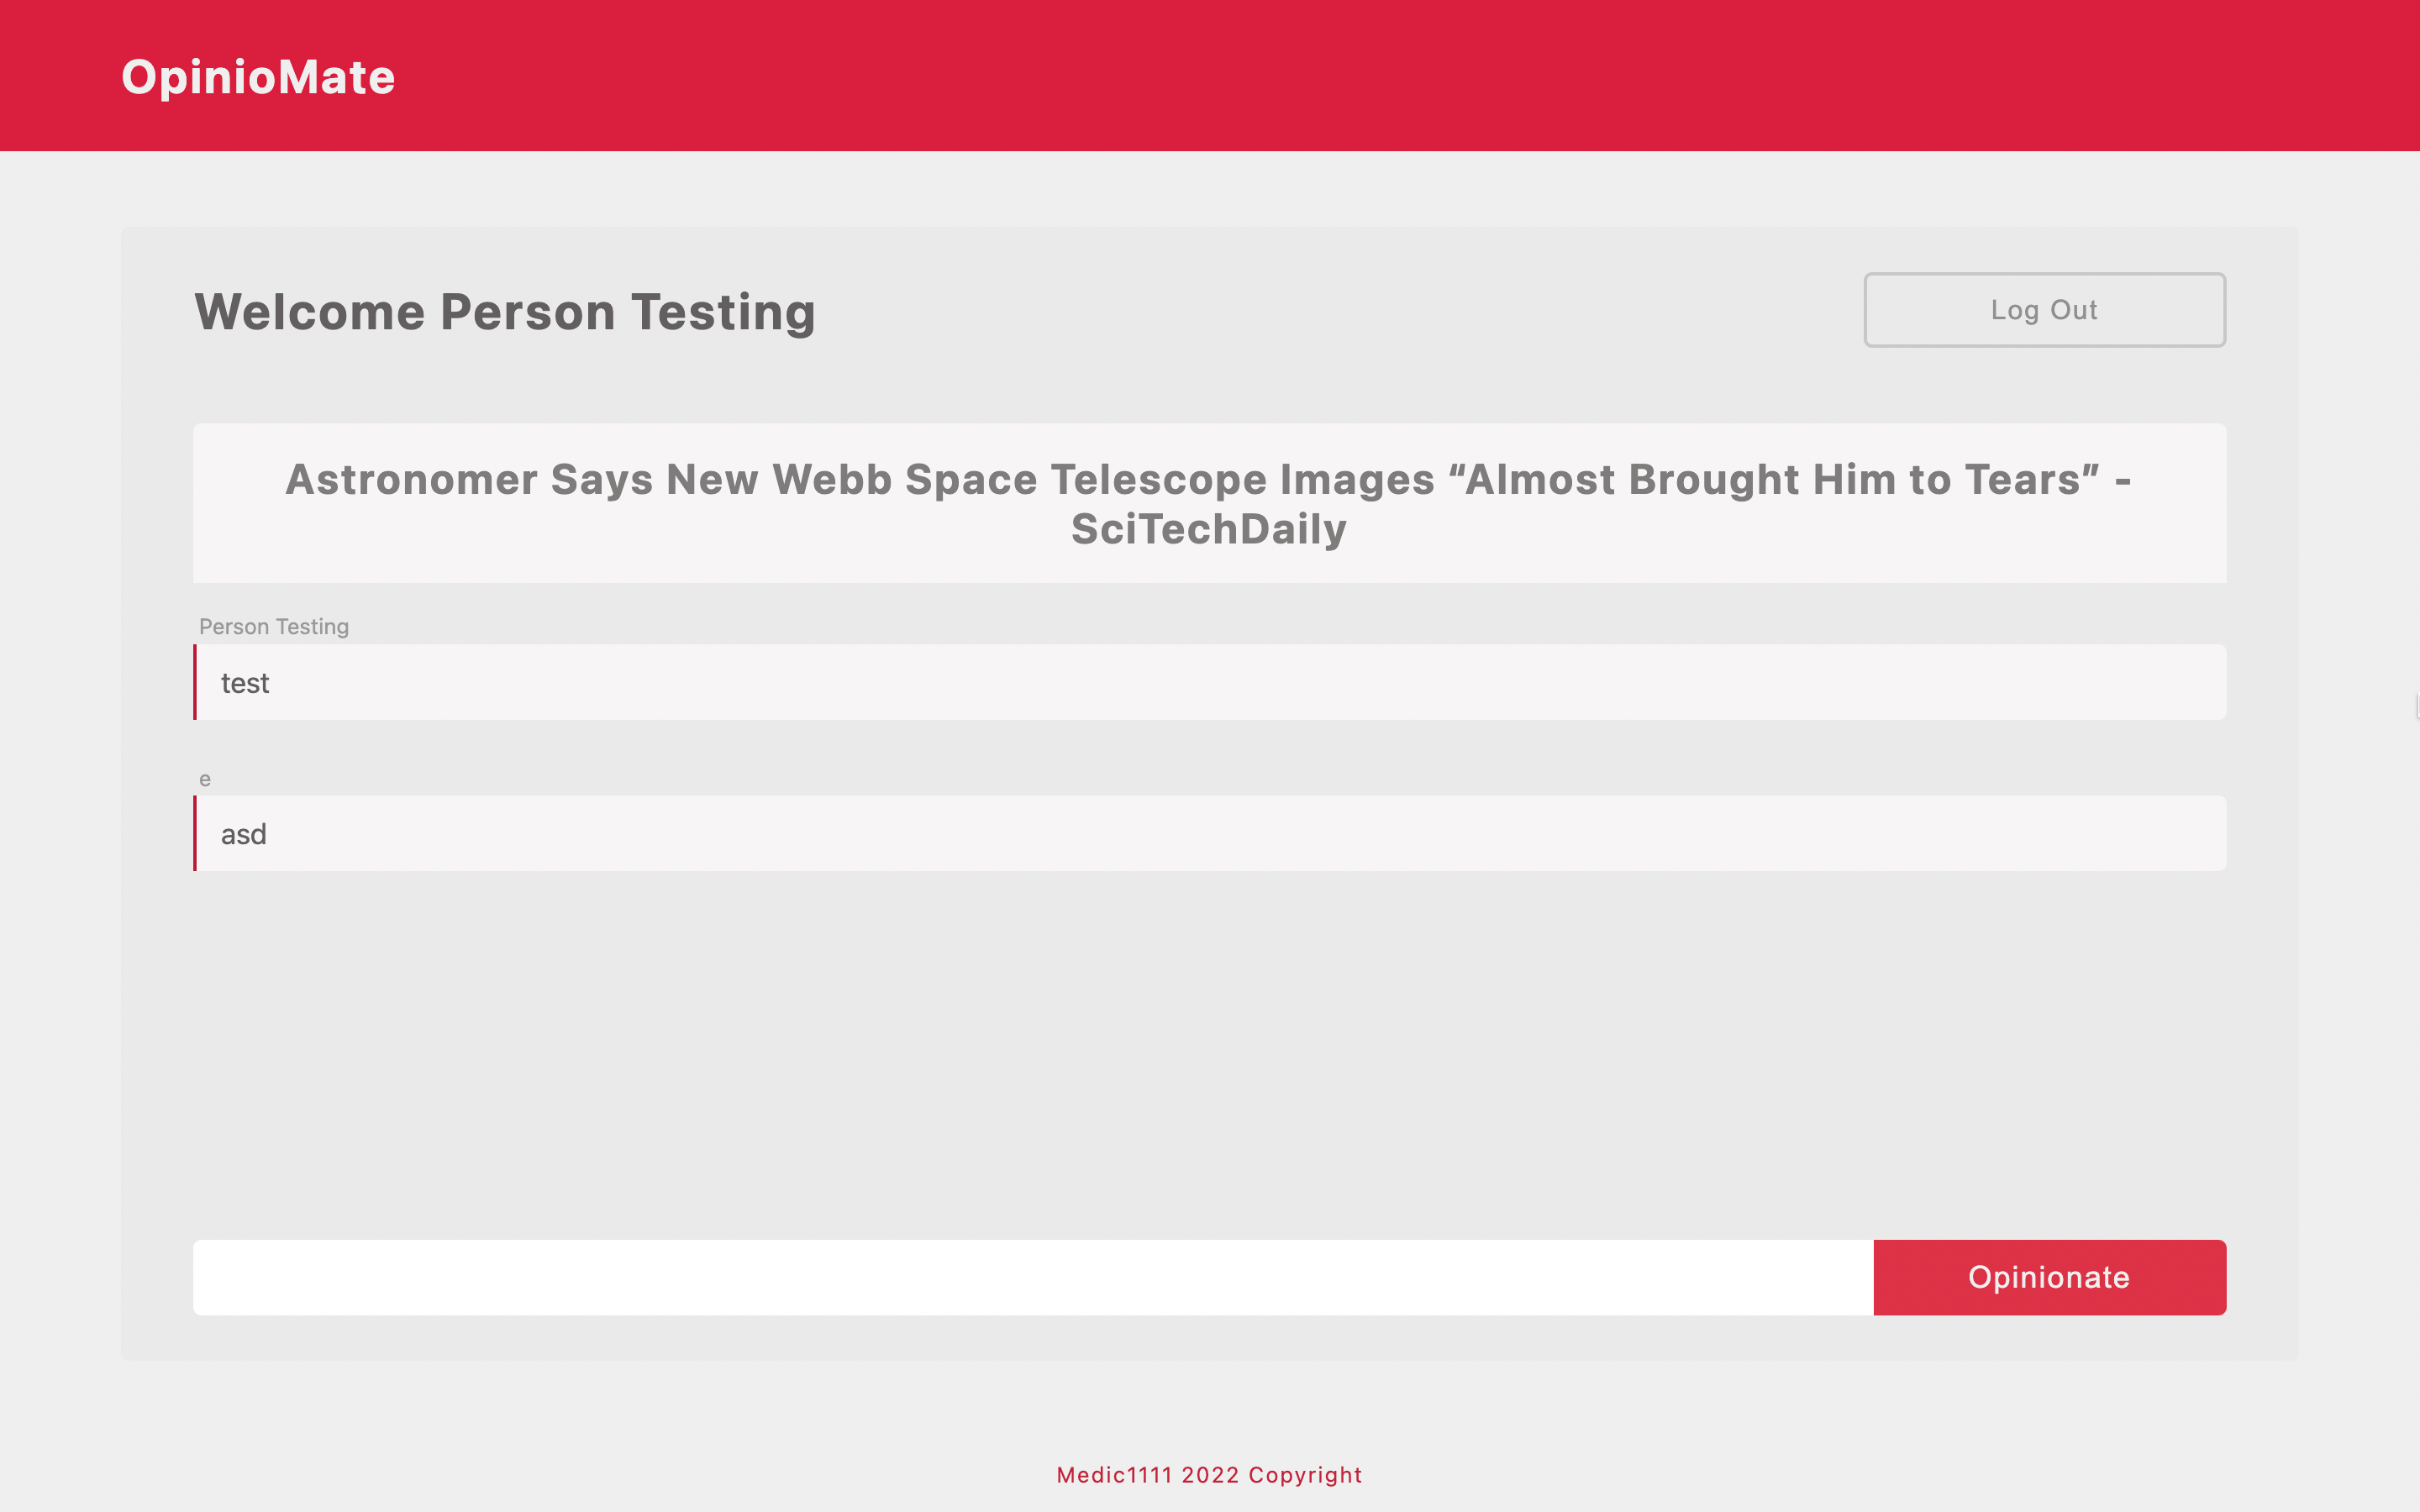 OpinioMate
Welcome Person Testing
Log Out
Astronomer Says New Webb Space Telescope Images “Almost Brought Him to Tears” -
SciTechDaily
Person Testing
test
e
asd
Opinionate
Medic1111 2022 Copyright